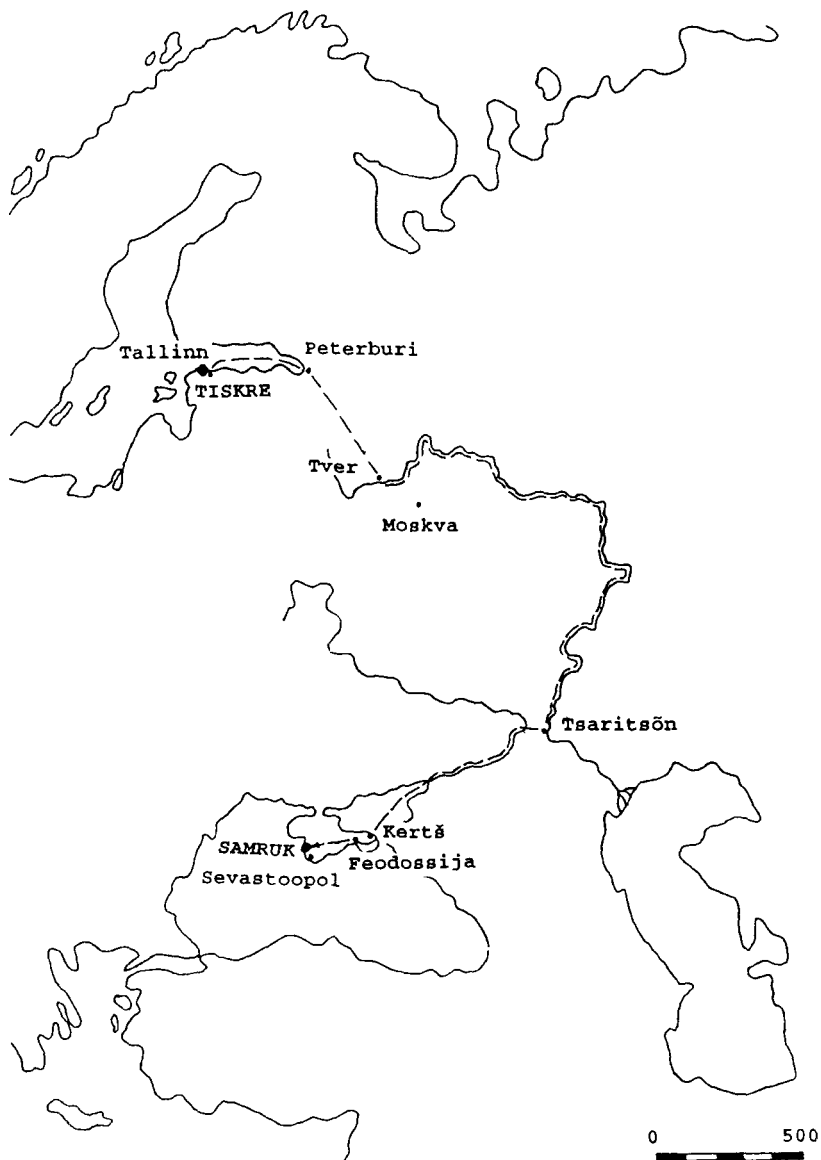 Tallinn
Peterburi
TISKRE
Tver
Moskva
Tsaritsõn
Kertš
SAMRUK
Feodossija
Sevastoopol
0 500